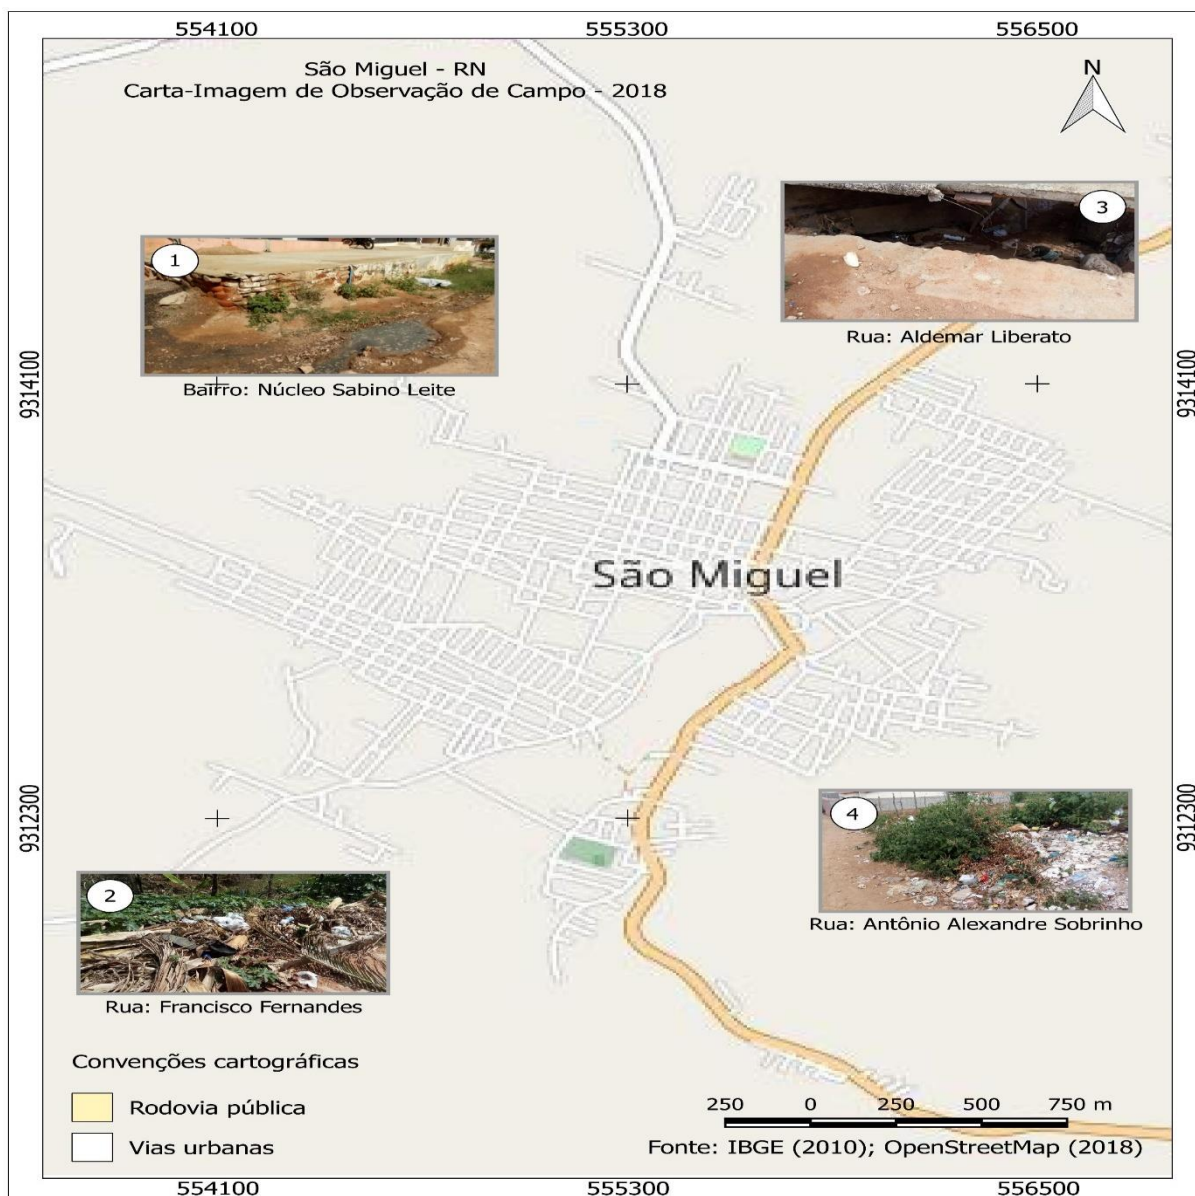 554100 555300 556500
São Miguel - RN
Carta-Imagem de Observação de Campo - 2018
N
3
1
Rua: Aldemar Liberato
Bairro: Núcleo Sabino Leite
9314100 9314100
São Miguel
9312300 9312300
4
2
Rua: Antônio Alexandre Sobrinho
Rua: Francisco Fernandes
Convenções cartográficas
Rodovia pública
Vias urbanas
250 0 250 500 750 m
Fonte: IBGE (2010); OpenStreetMap (2018)
554100 555300 556500